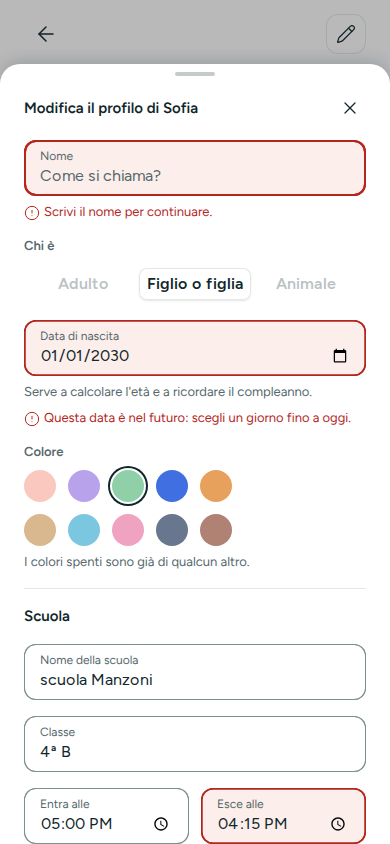 Modifica il profilo di Sofia
Nome
Come si chiama?
Scrivi il nome per continuare.
Chi è
Adulto
Figlio o figlia
Animale
Data di nascita
01/01/2030
Serve a calcolare l'età e a ricordare il compleanno.
Questa data è nel futuro: scegli un giorno fino a oggi.
Colore
I colori spenti sono già di qualcun altro.
Scuola
Nome della scuola
scuola Manzoni
Classe
4ª B
Entra alle
05:00 PM
Esce alle
04:15 PM